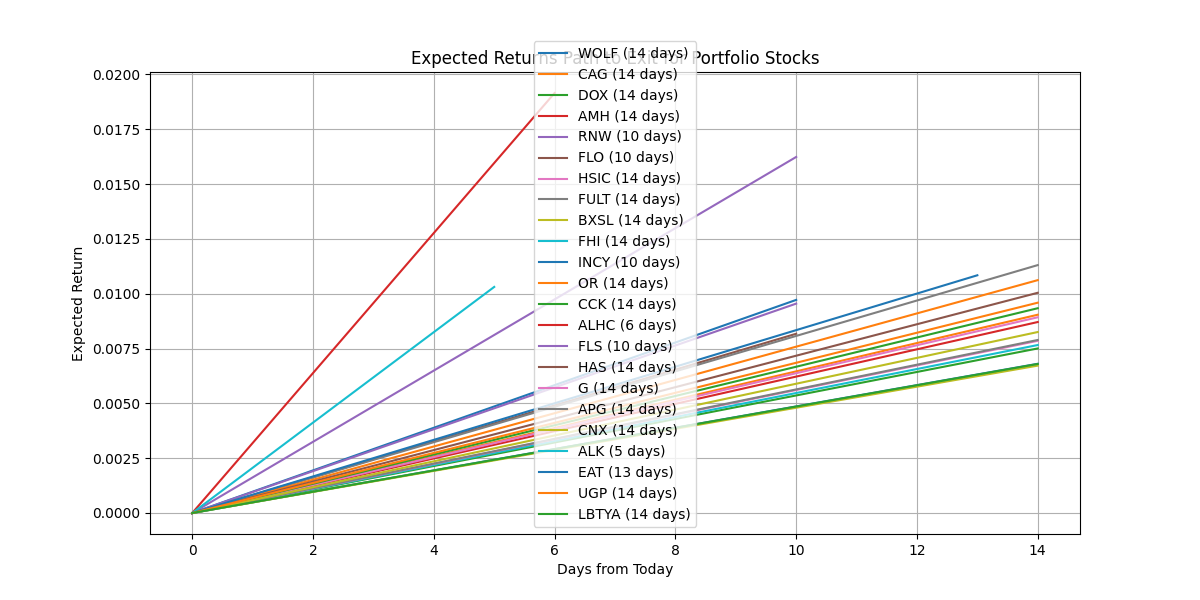 Expected Returns Path to Exit for Portfolio Stocks
WOLF (14 days)
CAG (14 days)
DOX (14 days)
AMH (14 days)
RNW (10 days)
FLO (10 days)
HSIC (14 days)
FULT (14 days)
BXSL (14 days)
FHI (14 days)
INCY (10 days)
OR (14 days)
CCK (14 days)
ALHC (6 days)
FLS (10 days)
HAS (14 days)
G (14 days)
APG (14 days)
CNX (14 days)
ALK (5 days)
EAT (13 days)
UGP (14 days)
LBTYA (14 days)
Expected Return
0.0200
0.0175
0.0150
0.0125
0.0100
0.0075
0.0050
0.0025
0.0000
0 2 4 6 8 10 12 14
Days from Today